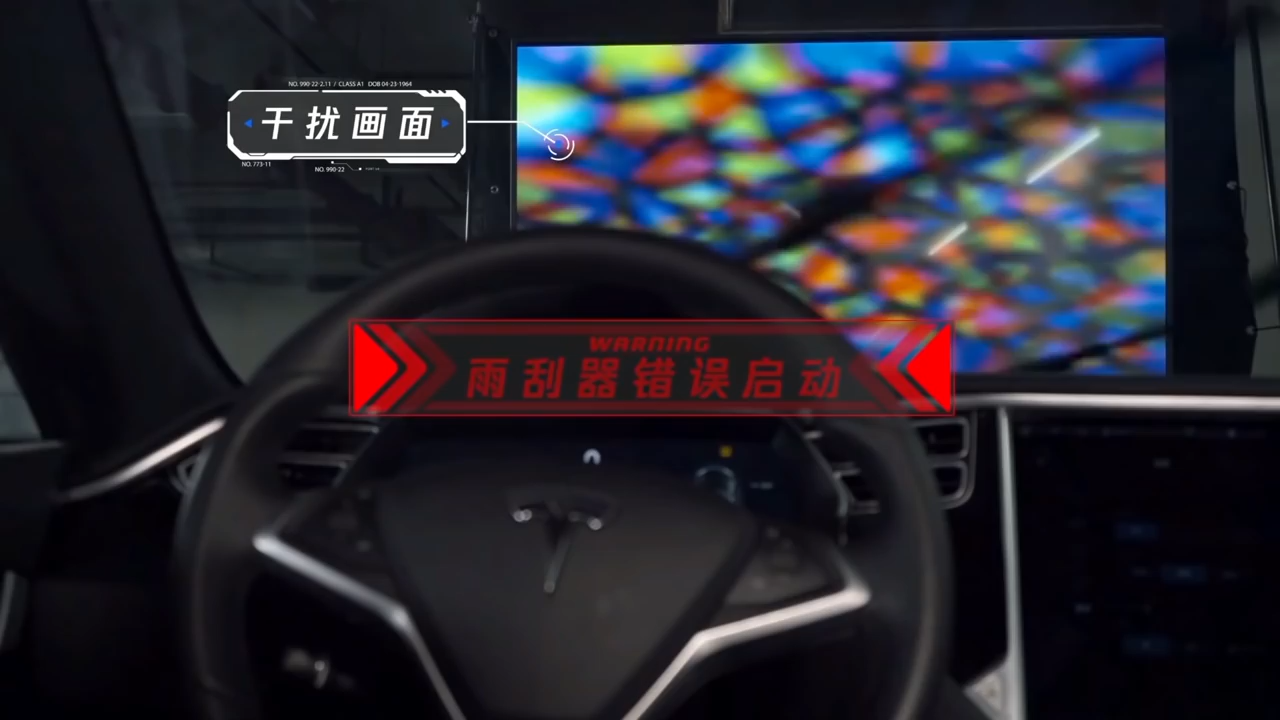 NO. 990-22-2.11 / CLASS A1 DOB 04-23-1964
干扰画面
NO. 773-11
NO. 990-22
WARNING
雨刮器错误启动